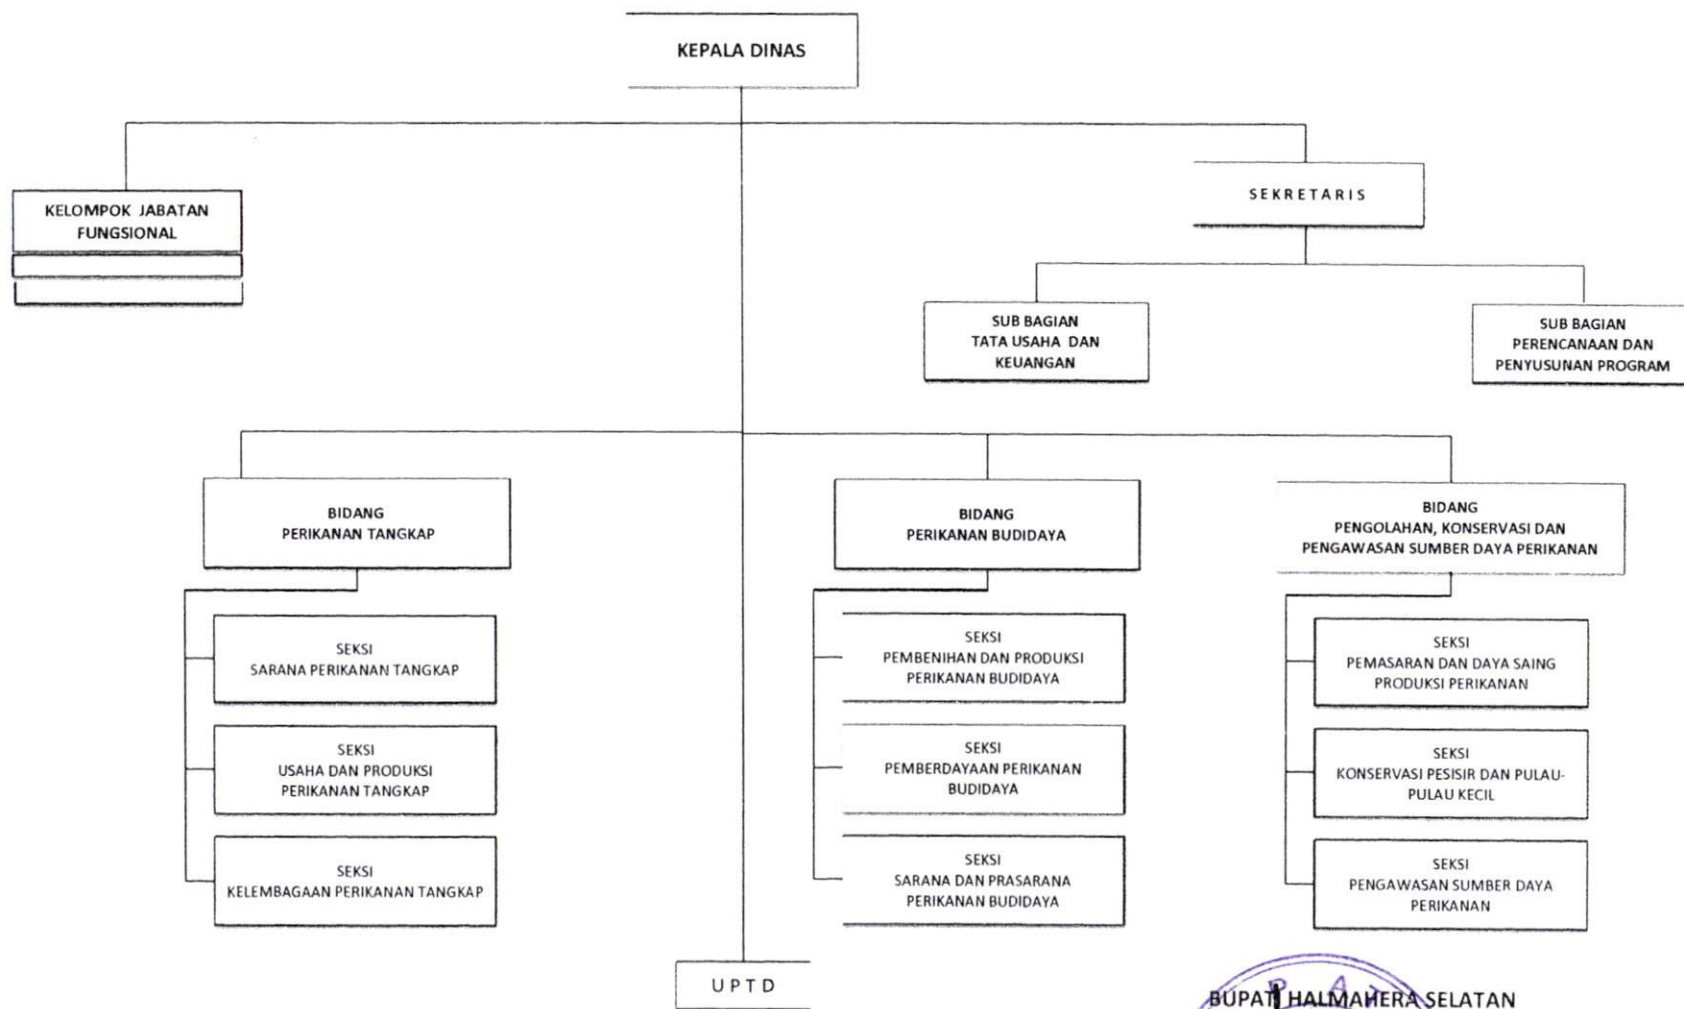 KEPALA DINAS
KELOMPOK JABATAN
FUNGSIONAL
SEKRETARIS
SUB BAGIAN
TATA USAHA DAN
KEUANGAN
SUB BAGIAN
PERENCANAAN DAN
PENYUSUNAN PROGRAM
BIDANG
PERIKANAN TANGKAP
BIDANG
PERIKANAN BUDIDAYA
BIDANG
PENGOLAHAN, KONSERVASI DAN
PENGAWASAN SUMBER DAYA PERIKANAN
SEKSI
SARANA PERIKANAN TANGKAP
SEKSI
USAHA DAN PRODUKSI
PERIKANAN TANGKAP
SEKSI
KELEMBAGAAN PERIKANAN TANGKAP
SEKSI
PEMBENIHAN DAN PRODUKSI
PERIKANAN BUDIDAYA
SEKSI
PEMBERDAYAAN PERIKANAN
BUDIDAYA
SEKSI
SARANA DAN PRASARANA
PERIKANAN BUDIDAYA
SEKSI
PEMASARAN DAN DAYA SAING
PRODUKSI PERIKANAN
SEKSI
KONSERVASI PESISIR DAN PULAU-
PULAU KECIL
SEKSI
PENGAWASAN SUMBER DAYA
PERIKANAN
UPTD
BUPATI HALMAHERA SELATAN